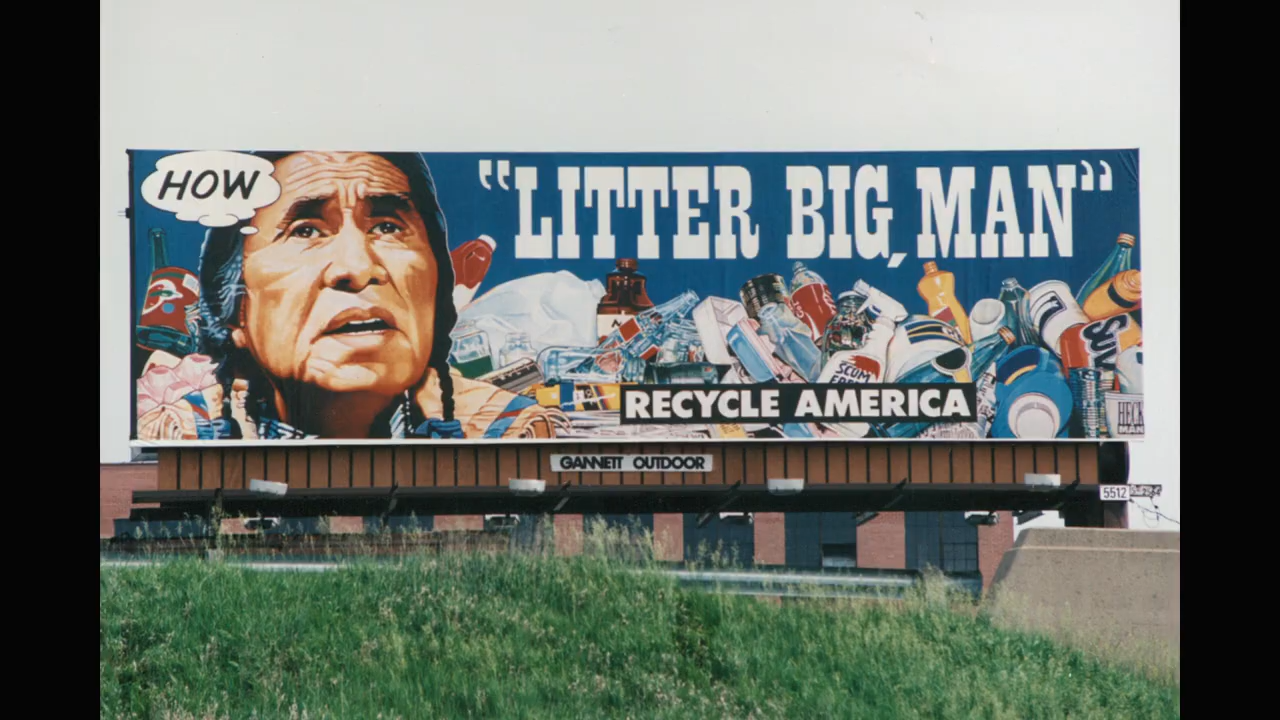 HOW
"LITTER BIG, MAN"
RECYCLE AMERICA
GANNETT OUTDOOR
5512